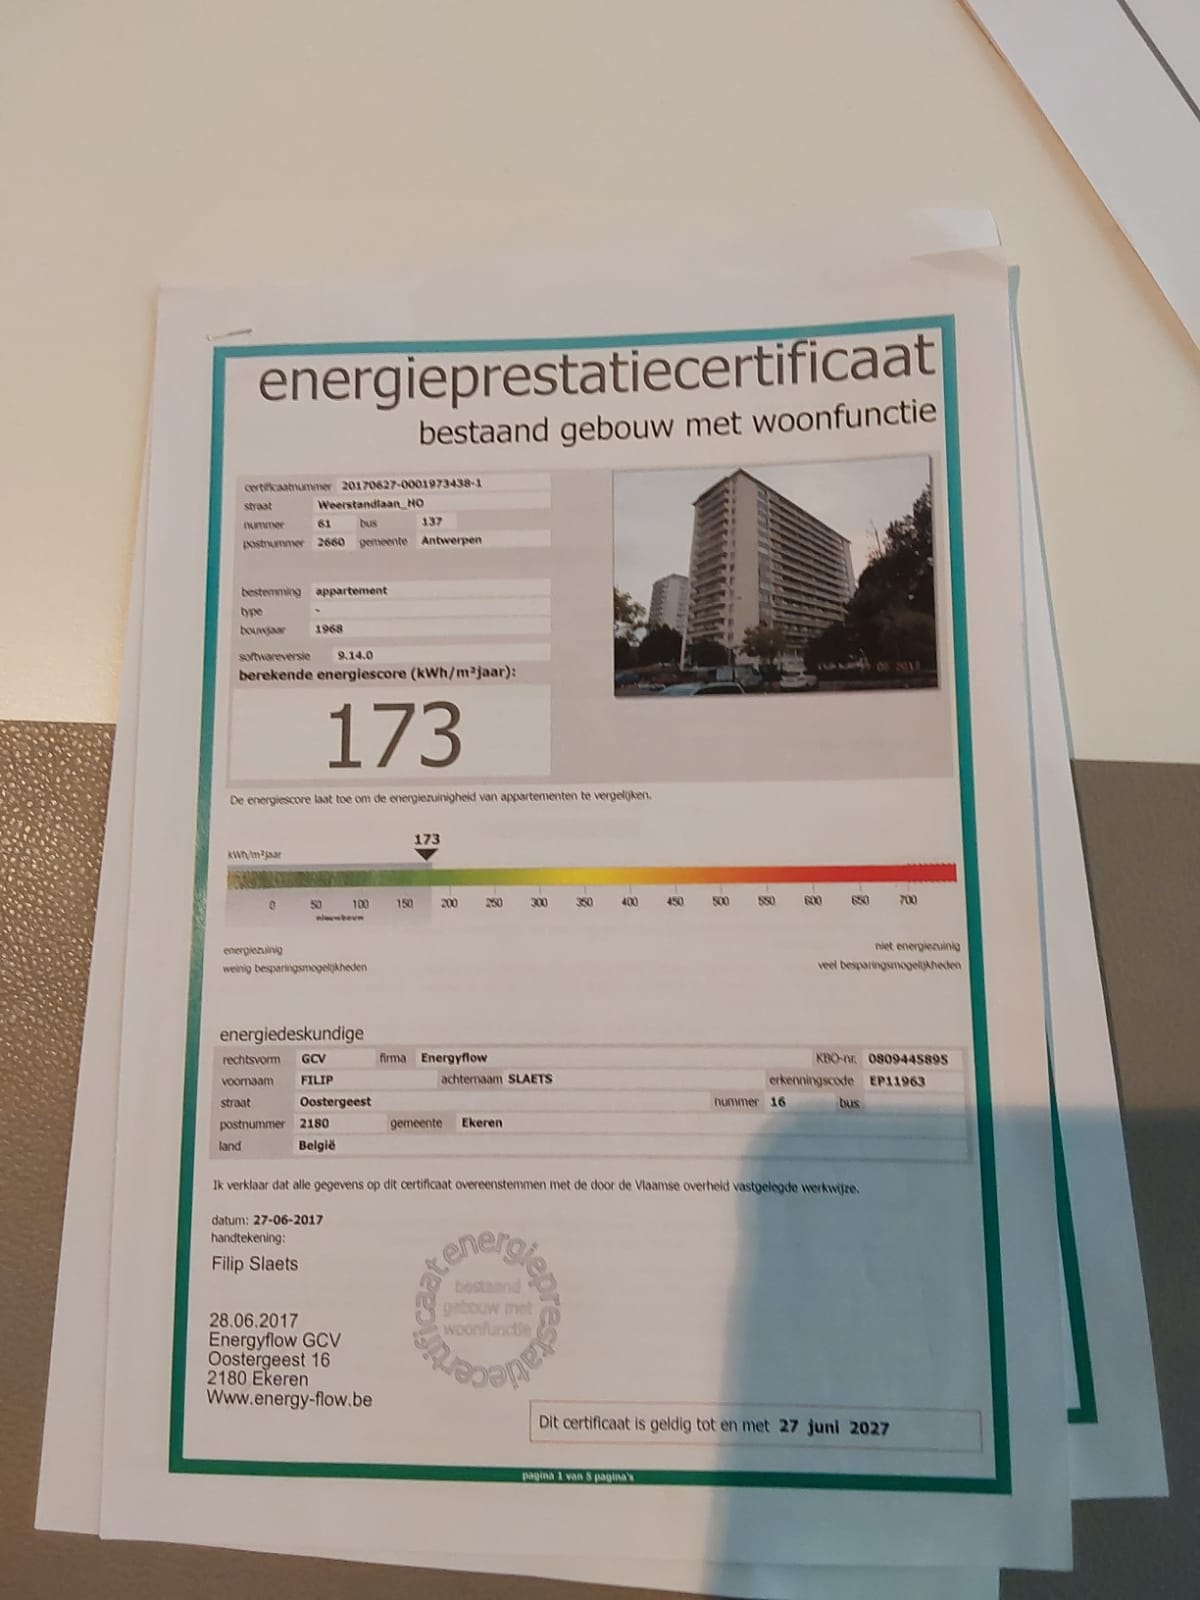 energieprestatiecertificaat
bestaand gebouw met woonfunctie
certificaatnummer 20170627-0001973438-1
straat Weerstandlaan_HO
nummer 61 bus 137
postnummer 2660 gemeente Antwerpen
bestemming appartement
type -
bouwjaar 1968
softwareversie 9.14.0
berekende energiescore (kWh/m²jaar):
173
De energiescore laat toe om de energiezuinigheid van appartementen te vergelijken.
173
kWh/m²jaar
0 50 100 150 200 250 300 350 400 450 500 550 600 650 700
nieuwbouw
energiezuinig niet energiezuinig
weinig besparingsmogelijkheden veel besparingsmogelijkheden
energiedeskundige
rechtsvorm GCV firma Energyflow KBO-nr. 0809445895
voornaam FILIP achternaam SLAETS erkenningscode EP11963
straat Oostergeest nummer 16 bus
postnummer 2180 gemeente Ekeren
land België
Ik verklaar dat alle gegevens op dit certificaat overeenstemmen met de door de Vlaamse overheid vastgelegde werkwijze.
datum: 27-06-2017
handtekening:
Filip Slaets
28.06.2017
Energyflow GCV
Oostergeest 16
2180 Ekeren
Www.energy-flow.be
energieprestatiecertificaat
bestaand
gebouw met
woonfunctie
Dit certificaat is geldig tot en met 27 juni 2027
pagina 1 van 5 pagina's